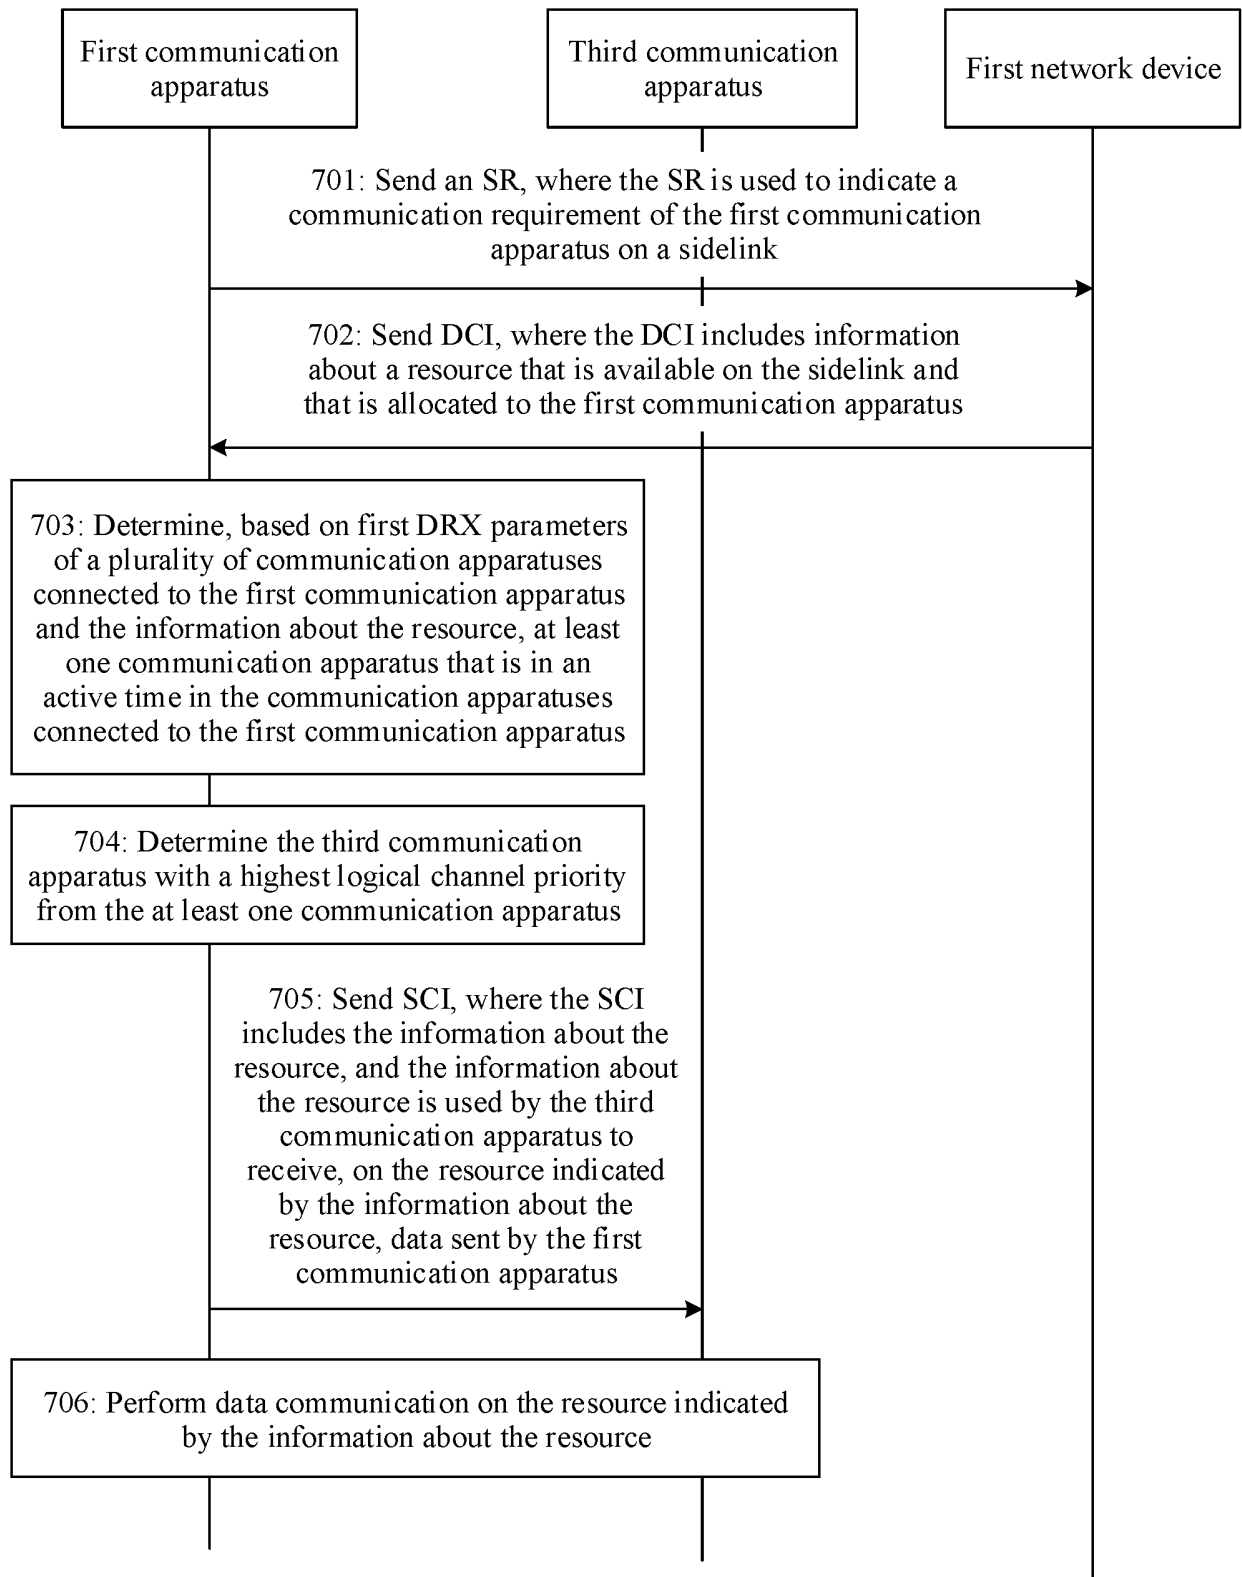 First communication
apparatus
Third communication
apparatus
First network device
701: Send an SR, where the SR is used to indicate a
communication requirement of the first communication
apparatus on a sidelink
702: Send DCI, where the DCI includes information
about a resource that is available on the sidelink and
that is allocated to the first communication apparatus
703: Determine, based on first DRX parameters
of a plurality of communication apparatuses
connected to the first communication apparatus
and the information about the resource, at least
one communication apparatus that is in an
active time in the communication apparatuses
connected to the first communication apparatus
704: Determine the third communication
apparatus with a highest logical channel priority
from the at least one communication apparatus
705: Send SCI, where the SCI
includes the information about the
resource, and the information about
the resource is used by the third
communication apparatus to
receive, on the resource indicated
by the information about the
resource, data sent by the first
communication apparatus
706: Perform data communication on the resource indicated
by the information about the resource